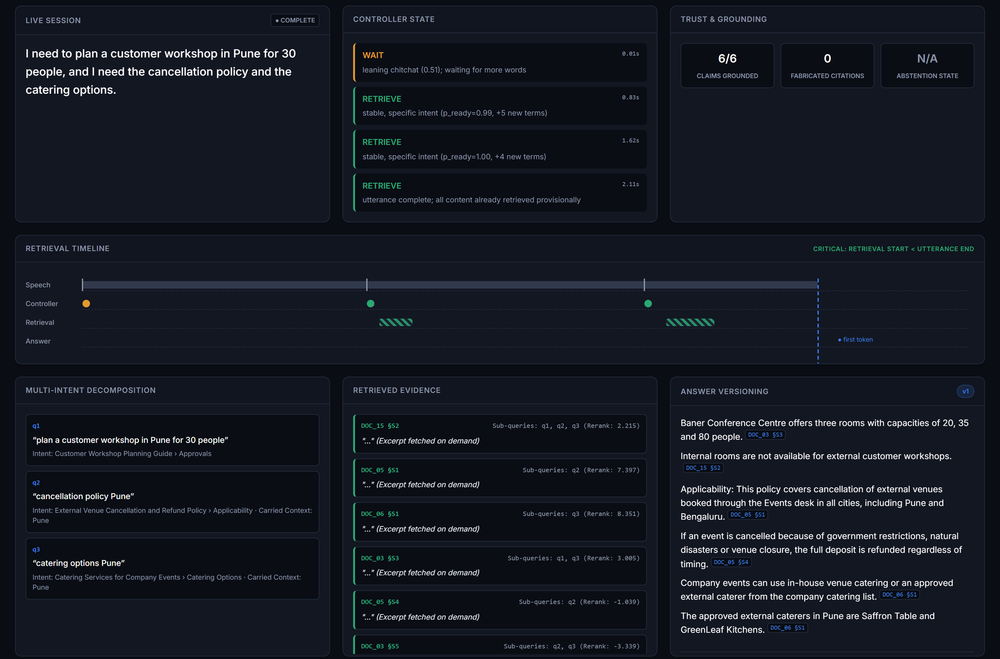 LIVE SESSION
● COMPLETE
I need to plan a customer workshop in Pune for 30
people, and I need the cancellation policy and the
catering options.
CONTROLLER STATE
WAIT
0.01s
leaning chitchat (0.51); waiting for more words
RETRIEVE
0.83s
stable, specific intent (p_ready=0.99, +5 new terms)
RETRIEVE
1.62s
stable, specific intent (p_ready=1.00, +4 new terms)
RETRIEVE
2.11s
utterance complete; all content already retrieved provisionally
TRUST & GROUNDING
6/6
CLAIMS GROUNDED
0
FABRICATED CITATIONS
N/A
ABSTENTION STATE
RETRIEVAL TIMELINE
CRITICAL: RETRIEVAL START < UTTERANCE END
Speech
Controller
Retrieval
Answer
● first token
MULTI-INTENT DECOMPOSITION
q1
“plan a customer workshop in Pune for 30 people”
Intent: Customer Workshop Planning Guide › Approvals
q2
“cancellation policy Pune”
Intent: External Venue Cancellation and Refund Policy › Applicability · Carried Context:
Pune
q3
“catering options Pune”
Intent: Catering Services for Company Events › Catering Options · Carried Context:
Pune
RETRIEVED EVIDENCE
DOC_15 §S2
Sub-queries: q1, q2, q3 (Rerank: 2.215)
"..." (Excerpt fetched on demand)
DOC_05 §S1
Sub-queries: q2 (Rerank: 7.397)
"..." (Excerpt fetched on demand)
DOC_06 §S1
Sub-queries: q3 (Rerank: 8.351)
"..." (Excerpt fetched on demand)
DOC_03 §S3
Sub-queries: q1, q3 (Rerank: 3.005)
"..." (Excerpt fetched on demand)
DOC_05 §S4
Sub-queries: q2 (Rerank: -1.039)
"..." (Excerpt fetched on demand)
DOC_03 §S5
Sub-queries: q2, q3 (Rerank: -3.339)
ANSWER VERSIONING
v1
Baner Conference Centre offers three rooms with capacities of 20, 35
and 80 people. DOC_03 §S3
Internal rooms are not available for external customer workshops.
DOC_15 §S2
Applicability: This policy covers cancellation of external venues
booked through the Events desk in all cities, including Pune and
Bengaluru. DOC_05 §S1
If an event is cancelled because of government restrictions, natural
disasters or venue closure, the full deposit is refunded regardless of
timing. DOC_05 §S4
Company events can use in-house venue catering or an approved
external caterer from the company catering list. DOC_06 §S1
The approved external caterers in Pune are Saffron Table and
GreenLeaf Kitchens. DOC_06 §S1